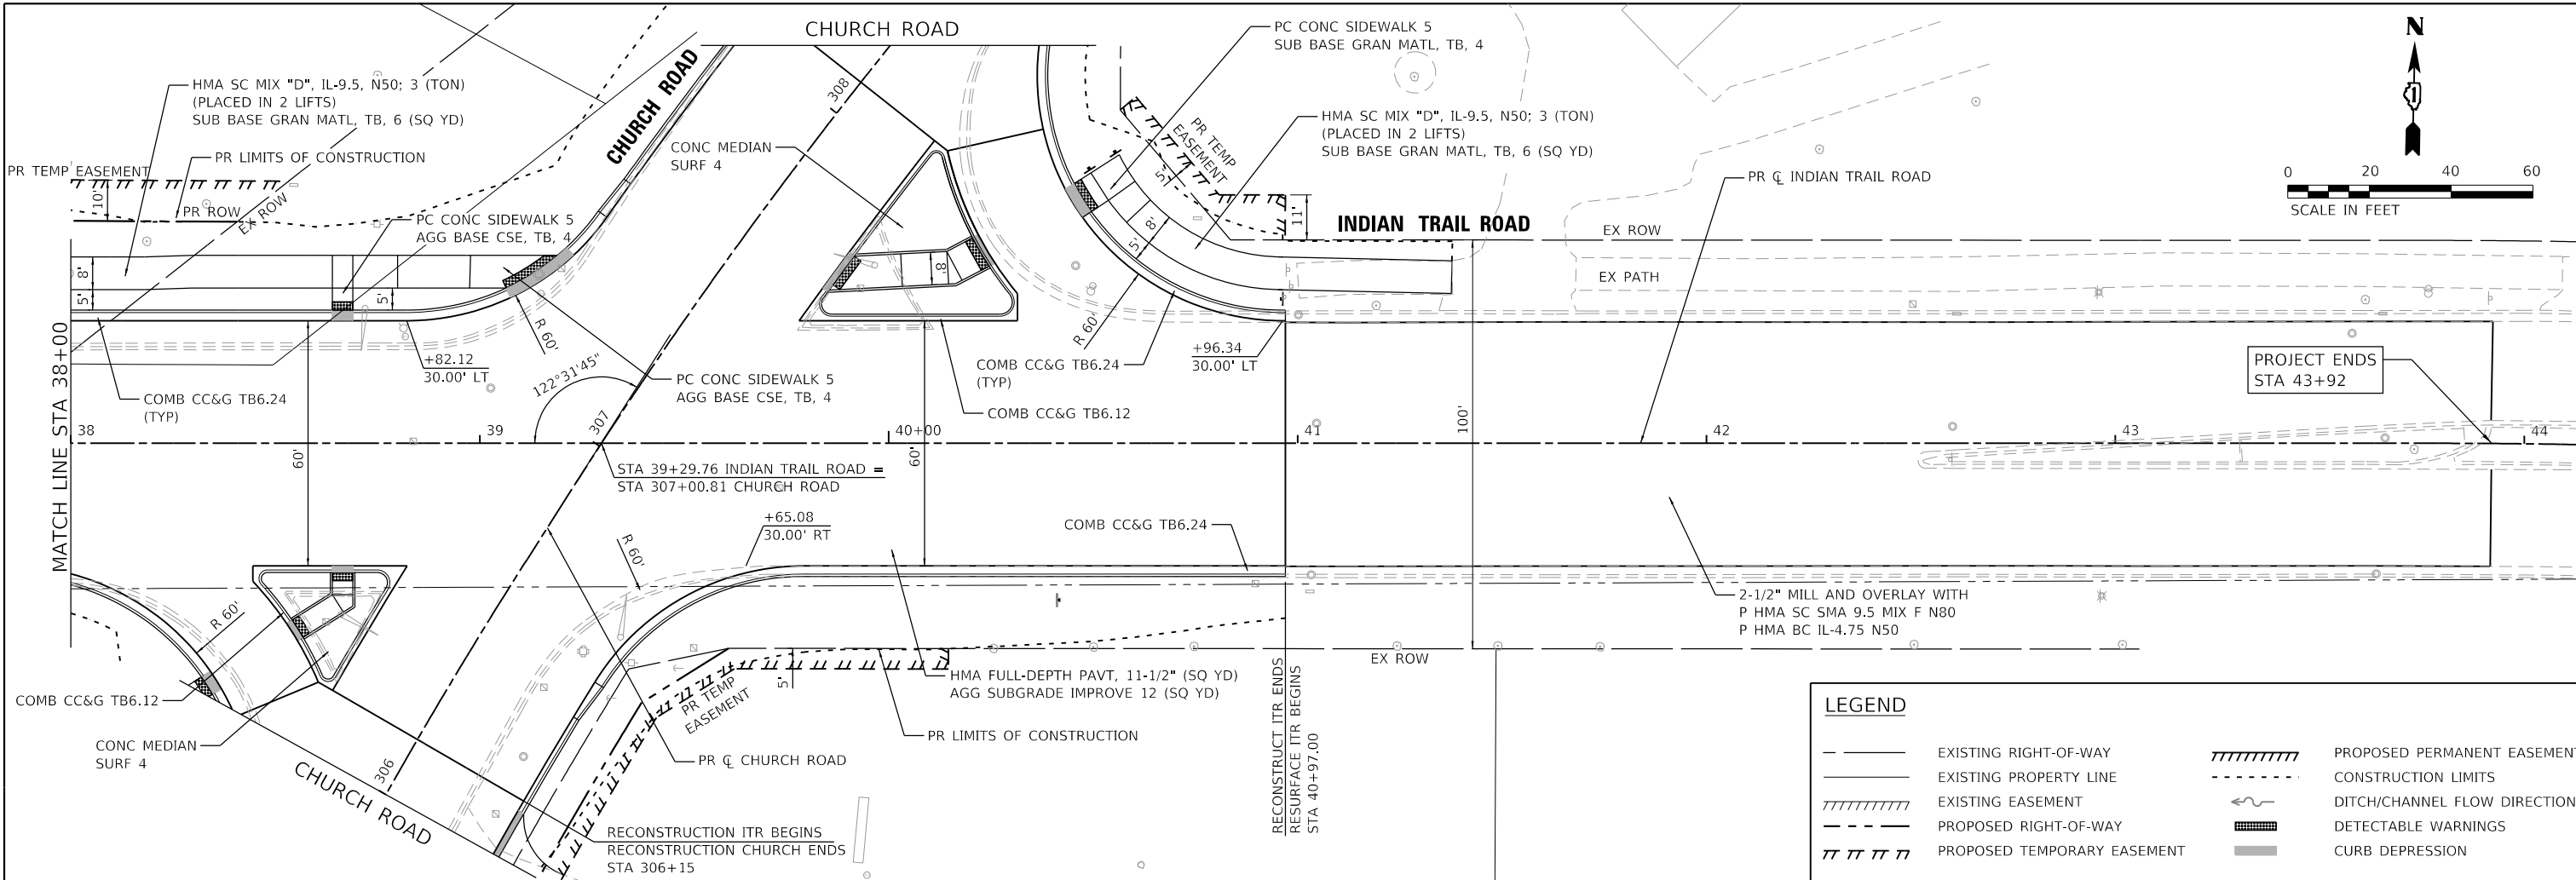 CHURCH ROAD
HMA SC MIX "D", IL-9.5, N50; 3 (TON)
(PLACED IN 2 LIFTS)
SUB BASE GRAN MATL, TB, 6 (SQ YD)
PR LIMITS OF CONSTRUCTION
PR TEMP EASEMENT
10'
PR ROW
EX ROW
CHURCH ROAD
308
CONC MEDIAN
SURF 4
PC CONC SIDEWALK 5
AGG BASE CSE, TB, 4
8'
5'
5'
PC CONC SIDEWALK 5
SUB BASE GRAN MATL, TB, 4
HMA SC MIX "D", IL-9.5, N50; 3 (TON)
(PLACED IN 2 LIFTS)
SUB BASE GRAN MATL, TB, 6 (SQ YD)
PR TEMP
EASEMENT
5'
8'
5'
8'
11'
INDIAN TRAIL ROAD
PR ℄ INDIAN TRAIL ROAD
EX ROW
EX PATH
N
1
0 20 40 60
SCALE IN FEET
MATCH LINE STA 38+00
COMB CC&G TB6.24
(TYP)
+82.12
30.00' LT
R 60'
122°31'45"
PC CONC SIDEWALK 5
AGG BASE CSE, TB, 4
R 60'
COMB CC&G TB6.24
(TYP)
COMB CC&G TB6.12
+96.34
30.00' LT
PROJECT ENDS
STA 43+92
38 39 307 40+00 41 42 43 44
60'
60'
100'
STA 39+29.76 INDIAN TRAIL ROAD =
STA 307+00.81 CHURCH ROAD
+65.08
30.00' RT
R 60'
COMB CC&G TB6.24
2-1/2" MILL AND OVERLAY WITH
P HMA SC SMA 9.5 MIX F N80
P HMA BC IL-4.75 N50
R 60'
COMB CC&G TB6.12
CONC MEDIAN
SURF 4
306
CHURCH ROAD
PR TEMP
EASEMENT
5'
HMA FULL-DEPTH PAVT, 11-1/2" (SQ YD)
AGG SUBGRADE IMPROVE 12 (SQ YD)
PR LIMITS OF CONSTRUCTION
PR ℄ CHURCH ROAD
EX ROW
RECONSTRUCTION ITR BEGINS
RECONSTRUCTION CHURCH ENDS
STA 306+15
RECONSTRUCT ITR ENDS
RESURFACE ITR BEGINS
STA 40+97.00
LEGEND
EXISTING RIGHT-OF-WAY
EXISTING PROPERTY LINE
EXISTING EASEMENT
PROPOSED RIGHT-OF-WAY
PROPOSED TEMPORARY EASEMENT
PROPOSED PERMANENT EASEMENT
CONSTRUCTION LIMITS
DITCH/CHANNEL FLOW DIRECTION
DETECTABLE WARNINGS
CURB DEPRESSION